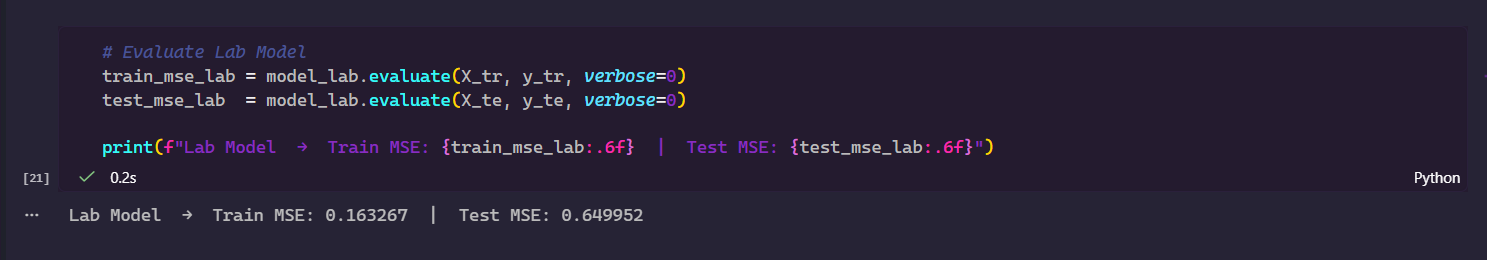 # Evaluate Lab Model
train_mse_lab = model_lab.evaluate(X_tr, y_tr, verbose=0)
test_mse_lab  = model_lab.evaluate(X_te, y_te, verbose=0)
print(f"Lab Model  →  Train MSE: {train_mse_lab:.6f}  |  Test MSE: {test_mse_lab:.6f}")
[21] ✓ 0.2s Python
··· Lab Model  →  Train MSE: 0.163267  |  Test MSE: 0.649952